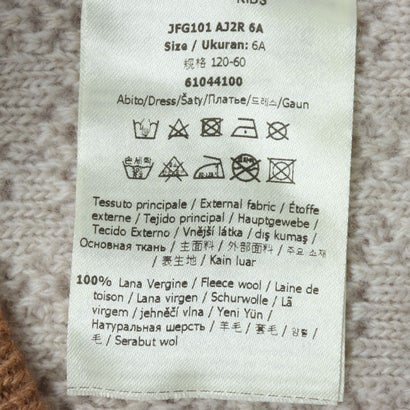 KIDS
JFG101 AJ2R 6A
Size / Ukuran: 6A
规格 120-60
61044100
Abito/Dress/Šaty/Платье/드레스/Gaun
Tessuto principale / External fabric / Étoffe
externe / Tejido principal / Hauptgewebe /
Tecido Externo / Vnější látka / dış kumaş /
Основная ткань / 主面料 / 外部面料 / 주요 소재
/ 表生地 / Kain luar
100% Lana Vergine / Fleece wool / Laine de
toison / Lana virgen / Schurwolle / Lã
virgem / jehněčí vlna / Yeni Yün /
Натуральная шерсть / 羊毛 / 套毛 /
毛 / Serabut wol